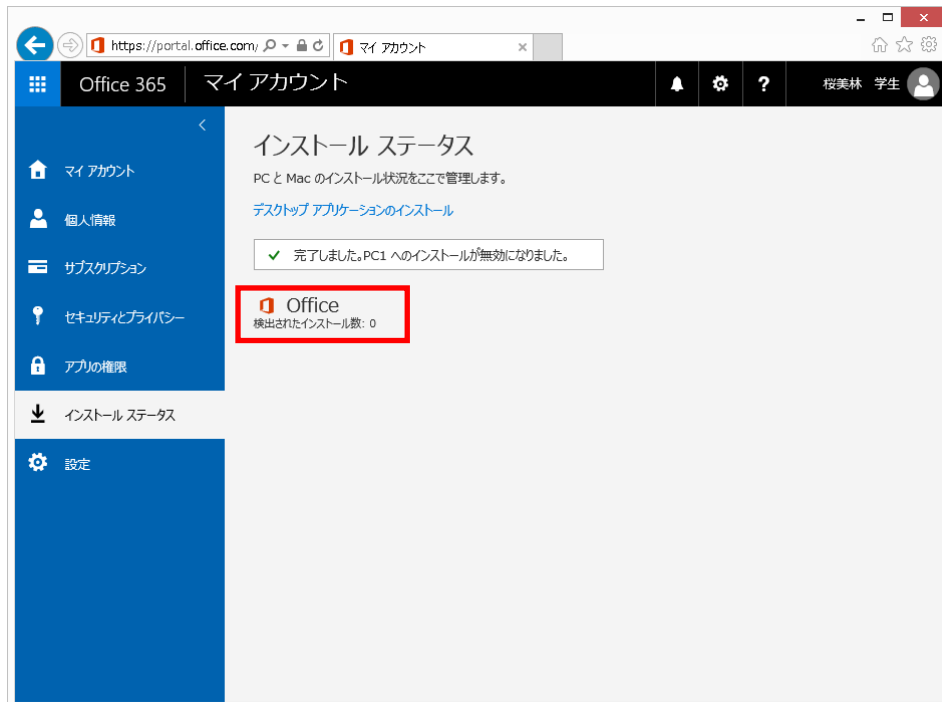 https://portal.office.com/
マイ アカウント
Office 365
マイ アカウント
?
桜美林 学生
マイ アカウント
個人情報
サブスクリプション
セキュリティとプライバシー
アプリの権限
インストール ステータス
設定
インストール ステータス
PC と Mac のインストール状況をここで管理します。
デスクトップ アプリケーションのインストール
完了しました。PC1 へのインストールが無効になりました。
Office
検出されたインストール数: 0